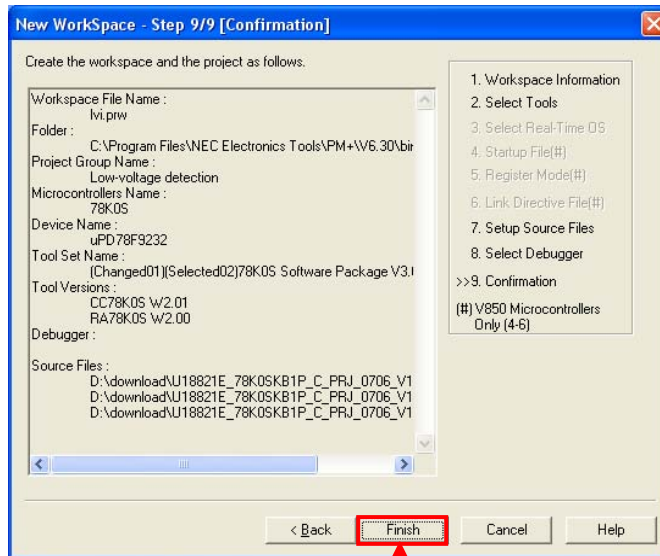 New WorkSpace - Step 9/9 [Confirmation]
Create the workspace and the project as follows.
Workspace File Name :
lvi.prw
Folder :
C:\Program Files\NEC Electronics Tools\PM+\V6.30\bin
Project Group Name :
Low-voltage detection
Microcontrollers Name :
78K0S
Device Name :
uPD78F9232
Tool Set Name :
(Changed01)(Selected02)78K0S Software Package V3.
Tool Versions :
CC78K0S W2.01
RA78K0S W2.00
Debugger :
Source Files :
D:\download\U18821E_78K0SKB1P_C_PRJ_0706_V1
D:\download\U18821E_78K0SKB1P_C_PRJ_0706_V1
D:\download\U18821E_78K0SKB1P_C_PRJ_0706_V1
1. Workspace Information
2. Select Tools
3. Select Real-Time OS
4. Startup File(#)
5. Register Mode(#)
6. Link Directive File(#)
7. Setup Source Files
8. Select Debugger
>>9. Confirmation
(#) V850 Microcontrollers
Only (4-6)
< Back
Finish
Cancel
Help